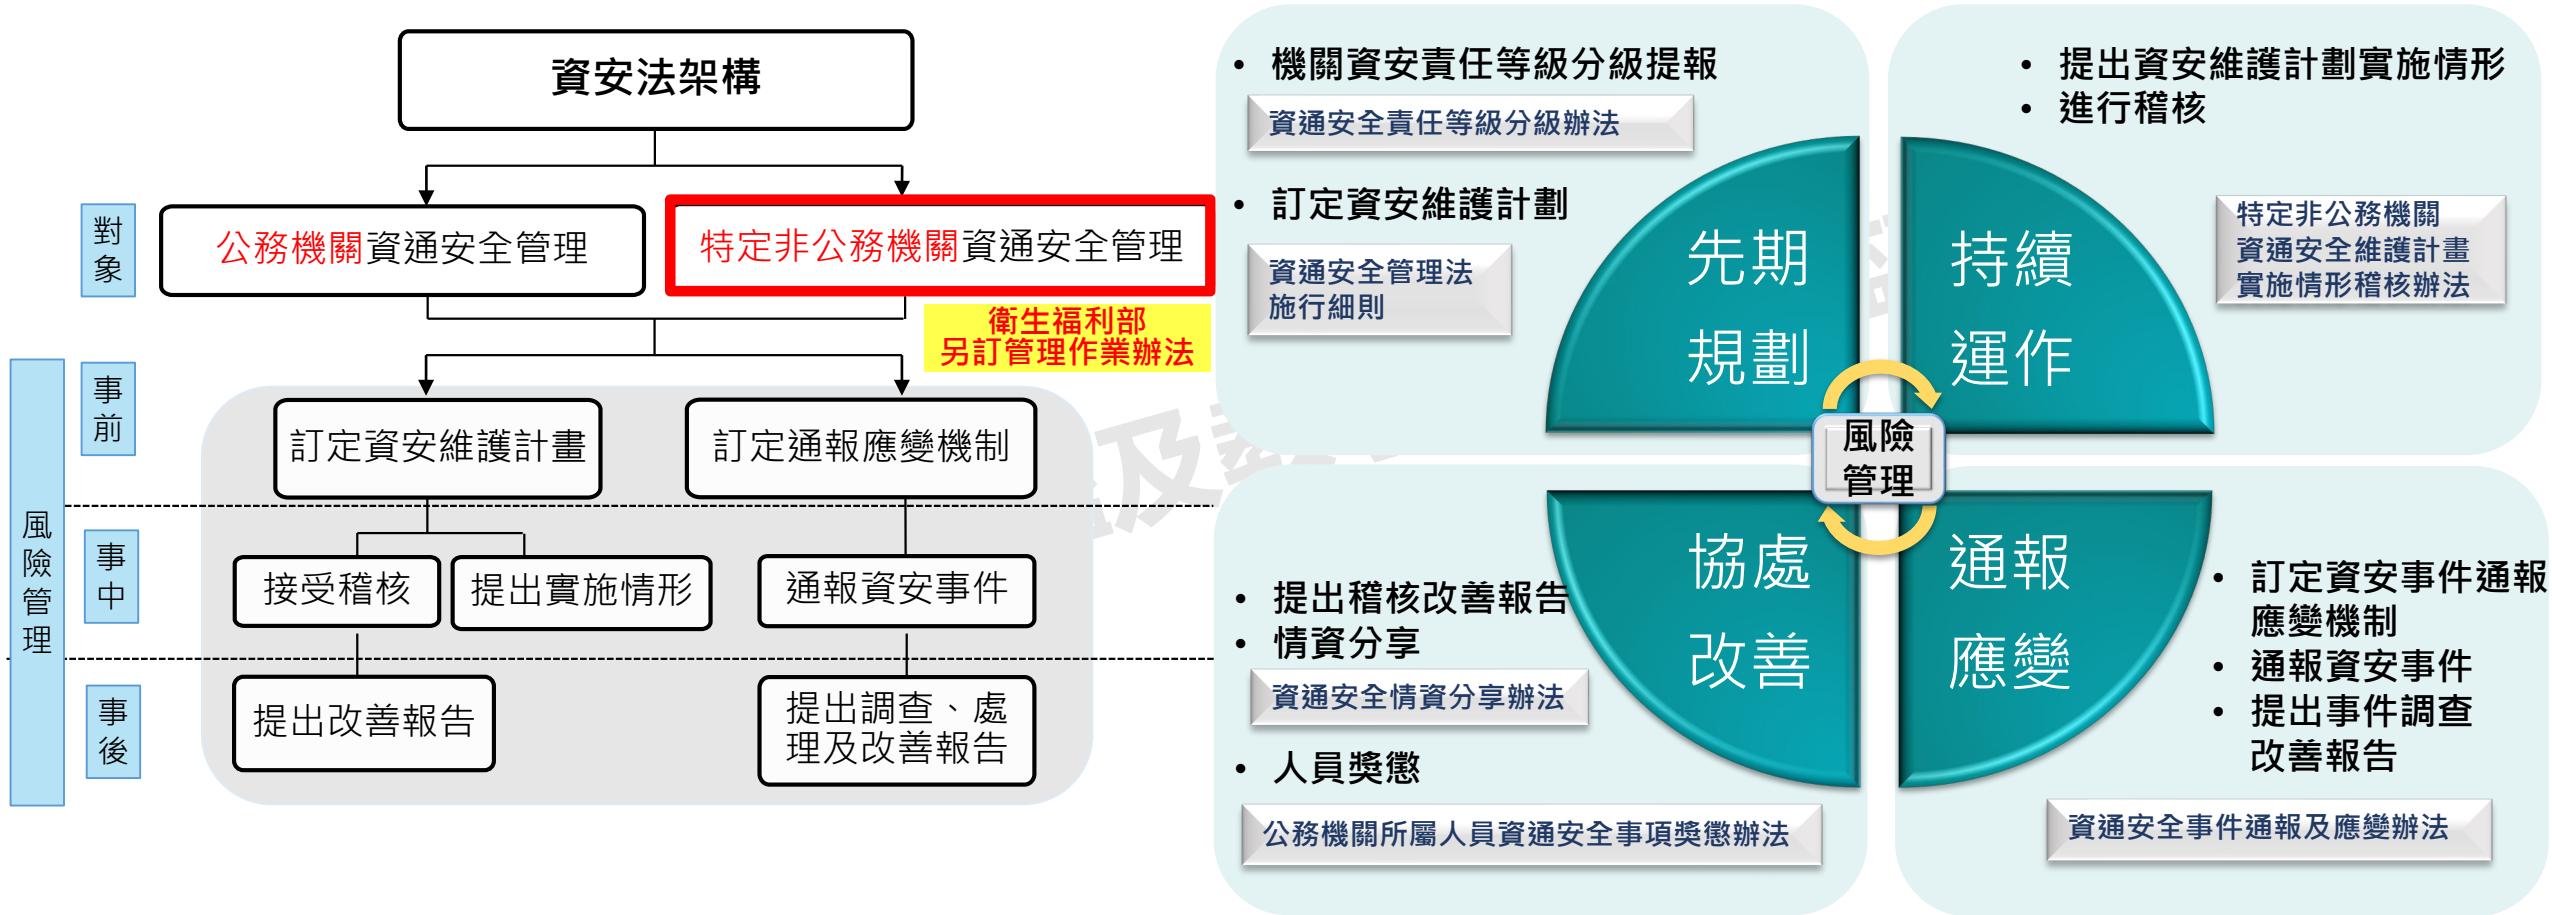 資安法架構
對象
公務機關資通安全管理
特定非公務機關資通安全管理
衛生福利部
另訂管理作業辦法
風險管理
事前
訂定資安維護計畫
訂定通報應變機制
事中
接受稽核
提出實施情形
通報資安事件
事後
提出改善報告
提出調查、處
理及改善報告
• 機關資安責任等級分級提報
資通安全責任等級分級辦法
• 訂定資安維護計劃
資通安全管理法
施行細則
先期
規劃
• 提出資安維護計劃實施情形
• 進行稽核
特定非公務機關
資通安全維護計畫
實施情形稽核辦法
持續
運作
風險
管理
• 提出稽核改善報告
• 情資分享
資通安全情資分享辦法
• 人員獎懲
公務機關所屬人員資通安全事項獎懲辦法
協處
改善
通報
應變
• 訂定資安事件通報
應變機制
• 通報資安事件
• 提出事件調查
改善報告
資通安全事件通報及應變辦法